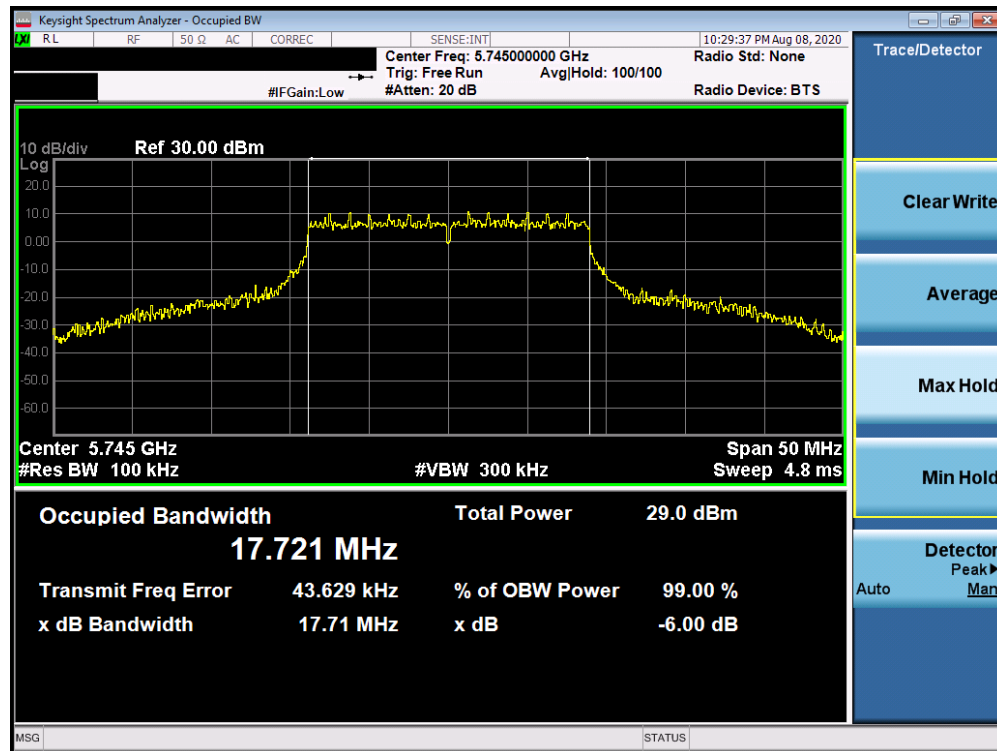 Keysight Spectrum Analyzer - Occupied BW
LXI RL RF 50 Ω AC CORREC SENSE:INT 10:29:37 PM Aug 08, 2020
Center Freq: 5.745000000 GHz Radio Std: None
Trig: Free Run Avg|Hold: 100/100
#IFGain:Low #Atten: 20 dB Radio Device: BTS
10 dB/div Ref 30.00 dBm
Log
20.0
10.0
0.00
-10.0
-20.0
-30.0
-40.0
-50.0
-60.0
Center 5.745 GHz Span 50 MHz
#Res BW 100 kHz #VBW 300 kHz Sweep 4.8 ms
Occupied Bandwidth Total Power 29.0 dBm
17.721 MHz
Transmit Freq Error 43.629 kHz % of OBW Power 99.00 %
x dB Bandwidth 17.71 MHz x dB -6.00 dB
MSG STATUS
Trace/Detector
Clear Write
Average
Max Hold
Min Hold
Detector
Peak▶
Auto Man